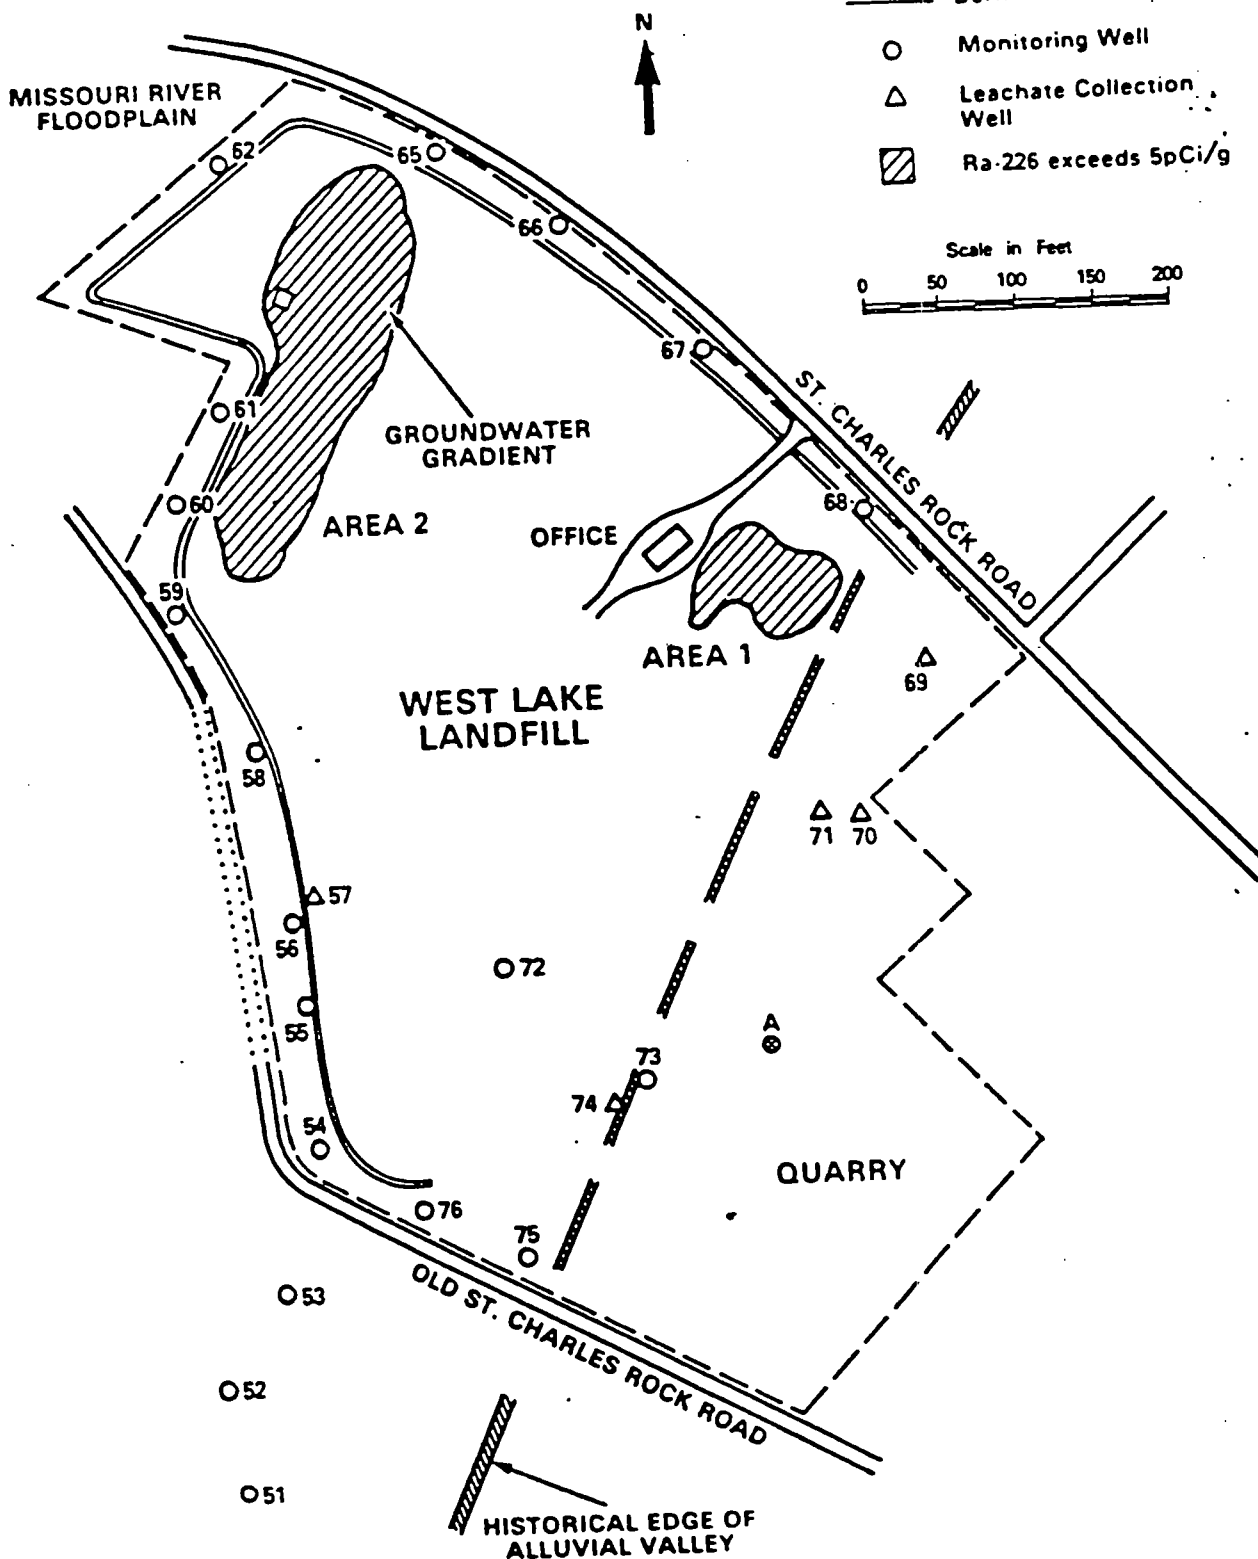 N
Monitoring Well
Leachate Collection
Well
Ra-226 exceeds 5pCi/g
Scale in Feet
0 50 100 150 200
MISSOURI RIVER
FLOODPLAIN
62
65
66
67
61
GROUNDWATER
GRADIENT
60
AREA 2
OFFICE
68
ST. CHARLES ROCK ROAD
59
AREA 1
69
WEST LAKE
LANDFILL
58
71
70
57
56
72
55
A
73
74
54
QUARRY
76
75
53
OLD ST. CHARLES ROCK ROAD
52
51
HISTORICAL EDGE OF
ALLUVIAL VALLEY